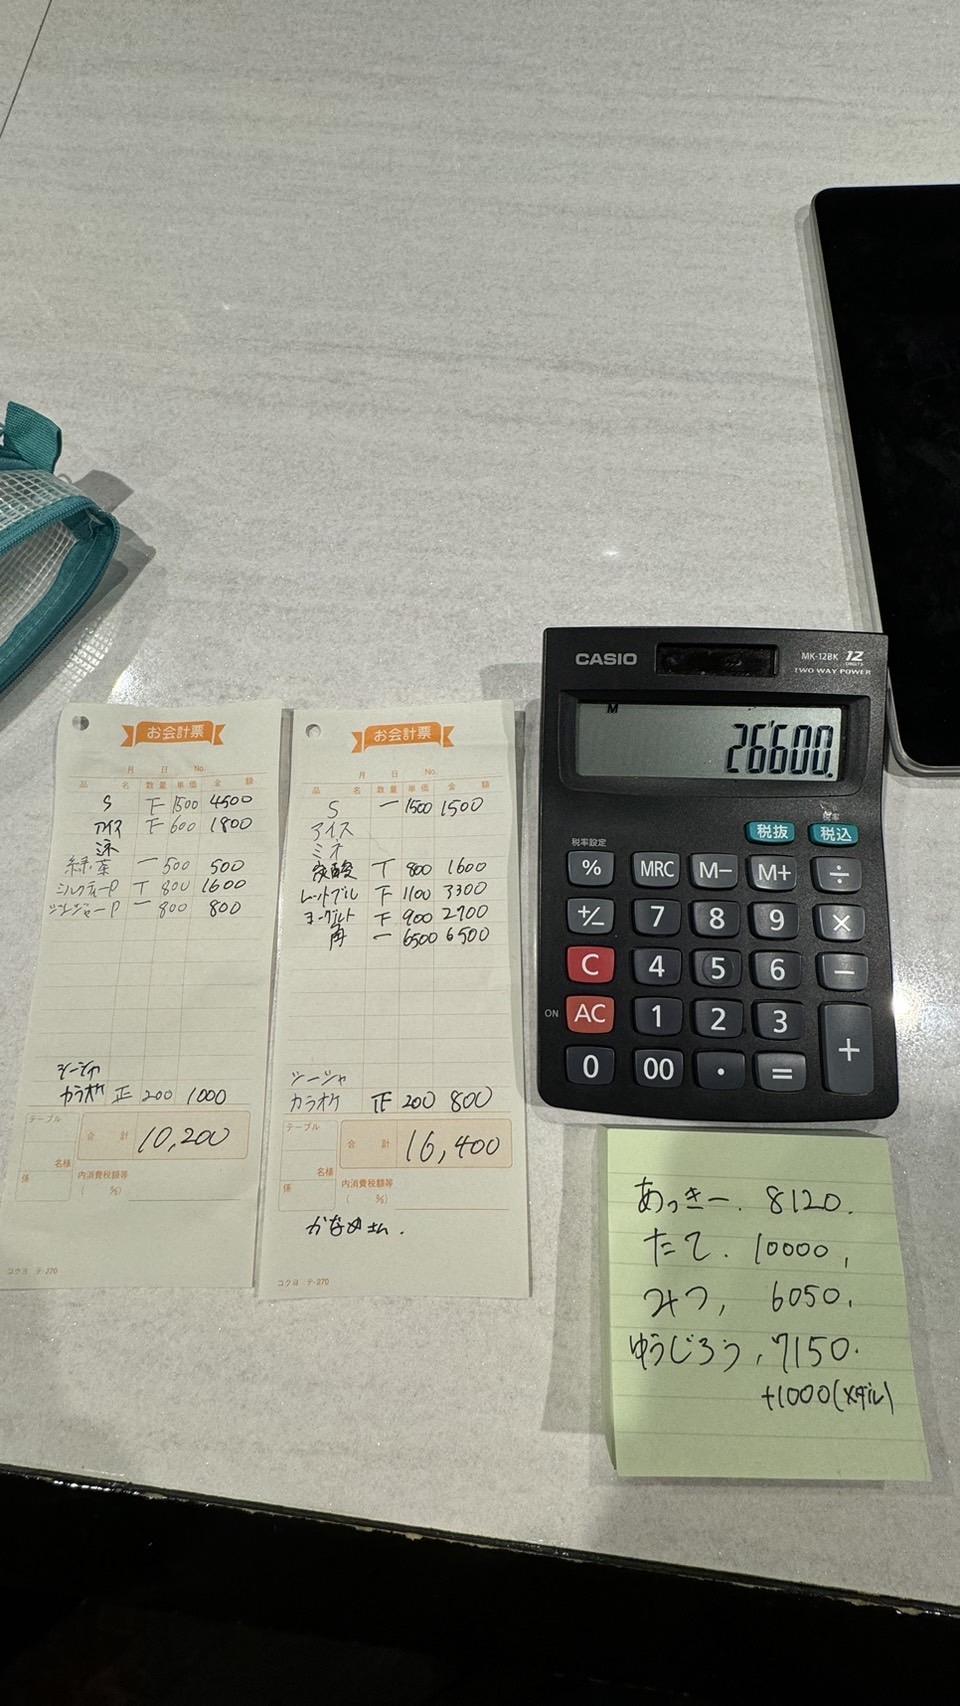 お会計票
月 日 No.
品 名 数量 単価 金 額
S 下 1500 4500
アイス 下 600 1800
緑茶 一 500 500
ミルクティーP T 800 1600
ジンジャーP 一 800 800
シーシャ
カラオケ 正 200 1000
テーブル
合 計 10,200
名様
係
内消費税額等
( %)
コクヨ テ-270
お会計票
月 日 No.
品 名 数量 単価 金 額
S 一 1500 1500
アイス
ミネ
炭酸 T 800 1600
レッドブル 下 1100 3300
ヨーグルト 下 900 2700
角 一 6500 6500
シーシャ
カラオケ 正 200 800
テーブル
合 計 16,400
名様
係
内消費税額等
( %)
かなめさん.
コクヨ テ-270
CASIO
MK-12BK 12 DIGITS
TWO WAY POWER
M
26'600.
税率
税抜 税込
税率設定
% MRC M− M+ ÷
+/− 7 8 9 ×
C 4 5 6 −
ON AC 1 2 3 +
0 00 · =
あっきー. 8120.
たて. 10000,
みつ, 6050.
ゆうじろう, 7150.
+1000(メダル)